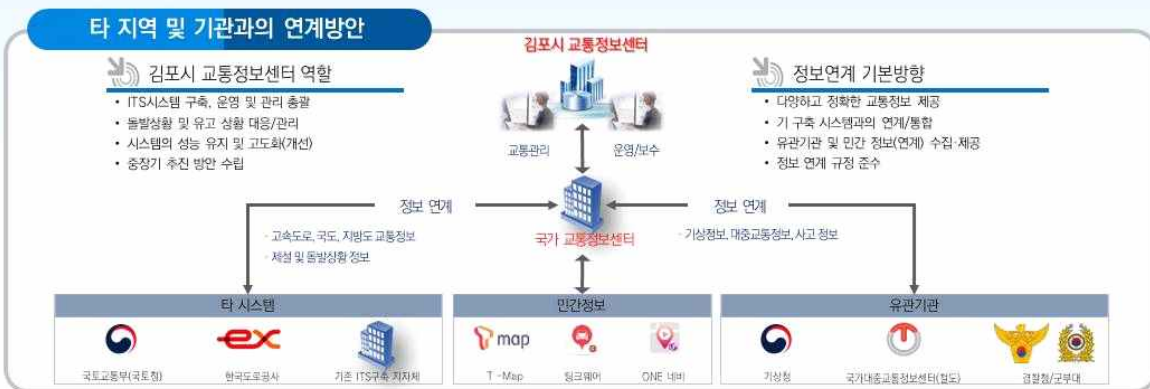 타 지역 및 기관과의 연계방안
김포시 교통정보센터
김포시 교통정보센터 역할
• ITS시스템 구축, 운영 및 관리 총괄
• 돌발상황 및 유고 상황 대응/관리
• 시스템의 성능 유지 및 고도화(개선)
• 중장기 추진 방안 수립
정보연계 기본방향
• 다양하고 정확한 교통정보 제공
• 기 구축 시스템과의 연계/통합
• 유관기관 및 민간 정보(연계) 수집·제공
• 정보 연계 규정 준수
교통관리
운영/보수
정보 연계
정보 연계
· 고속도로, 국도, 지방도 교통정보
· 제설 및 돌발상황 정보
국가 교통정보센터
· 기상정보, 대중교통정보, 사고 정보
타 시스템
민간정보
유관기관
ex
T map
국토교통부(국토청)
한국도로공사
기존 ITS구축 지자체
T-Map
팅크웨어
ONE 네비
기상청
국가대중교통정보센터(철도)
경찰청/군부대